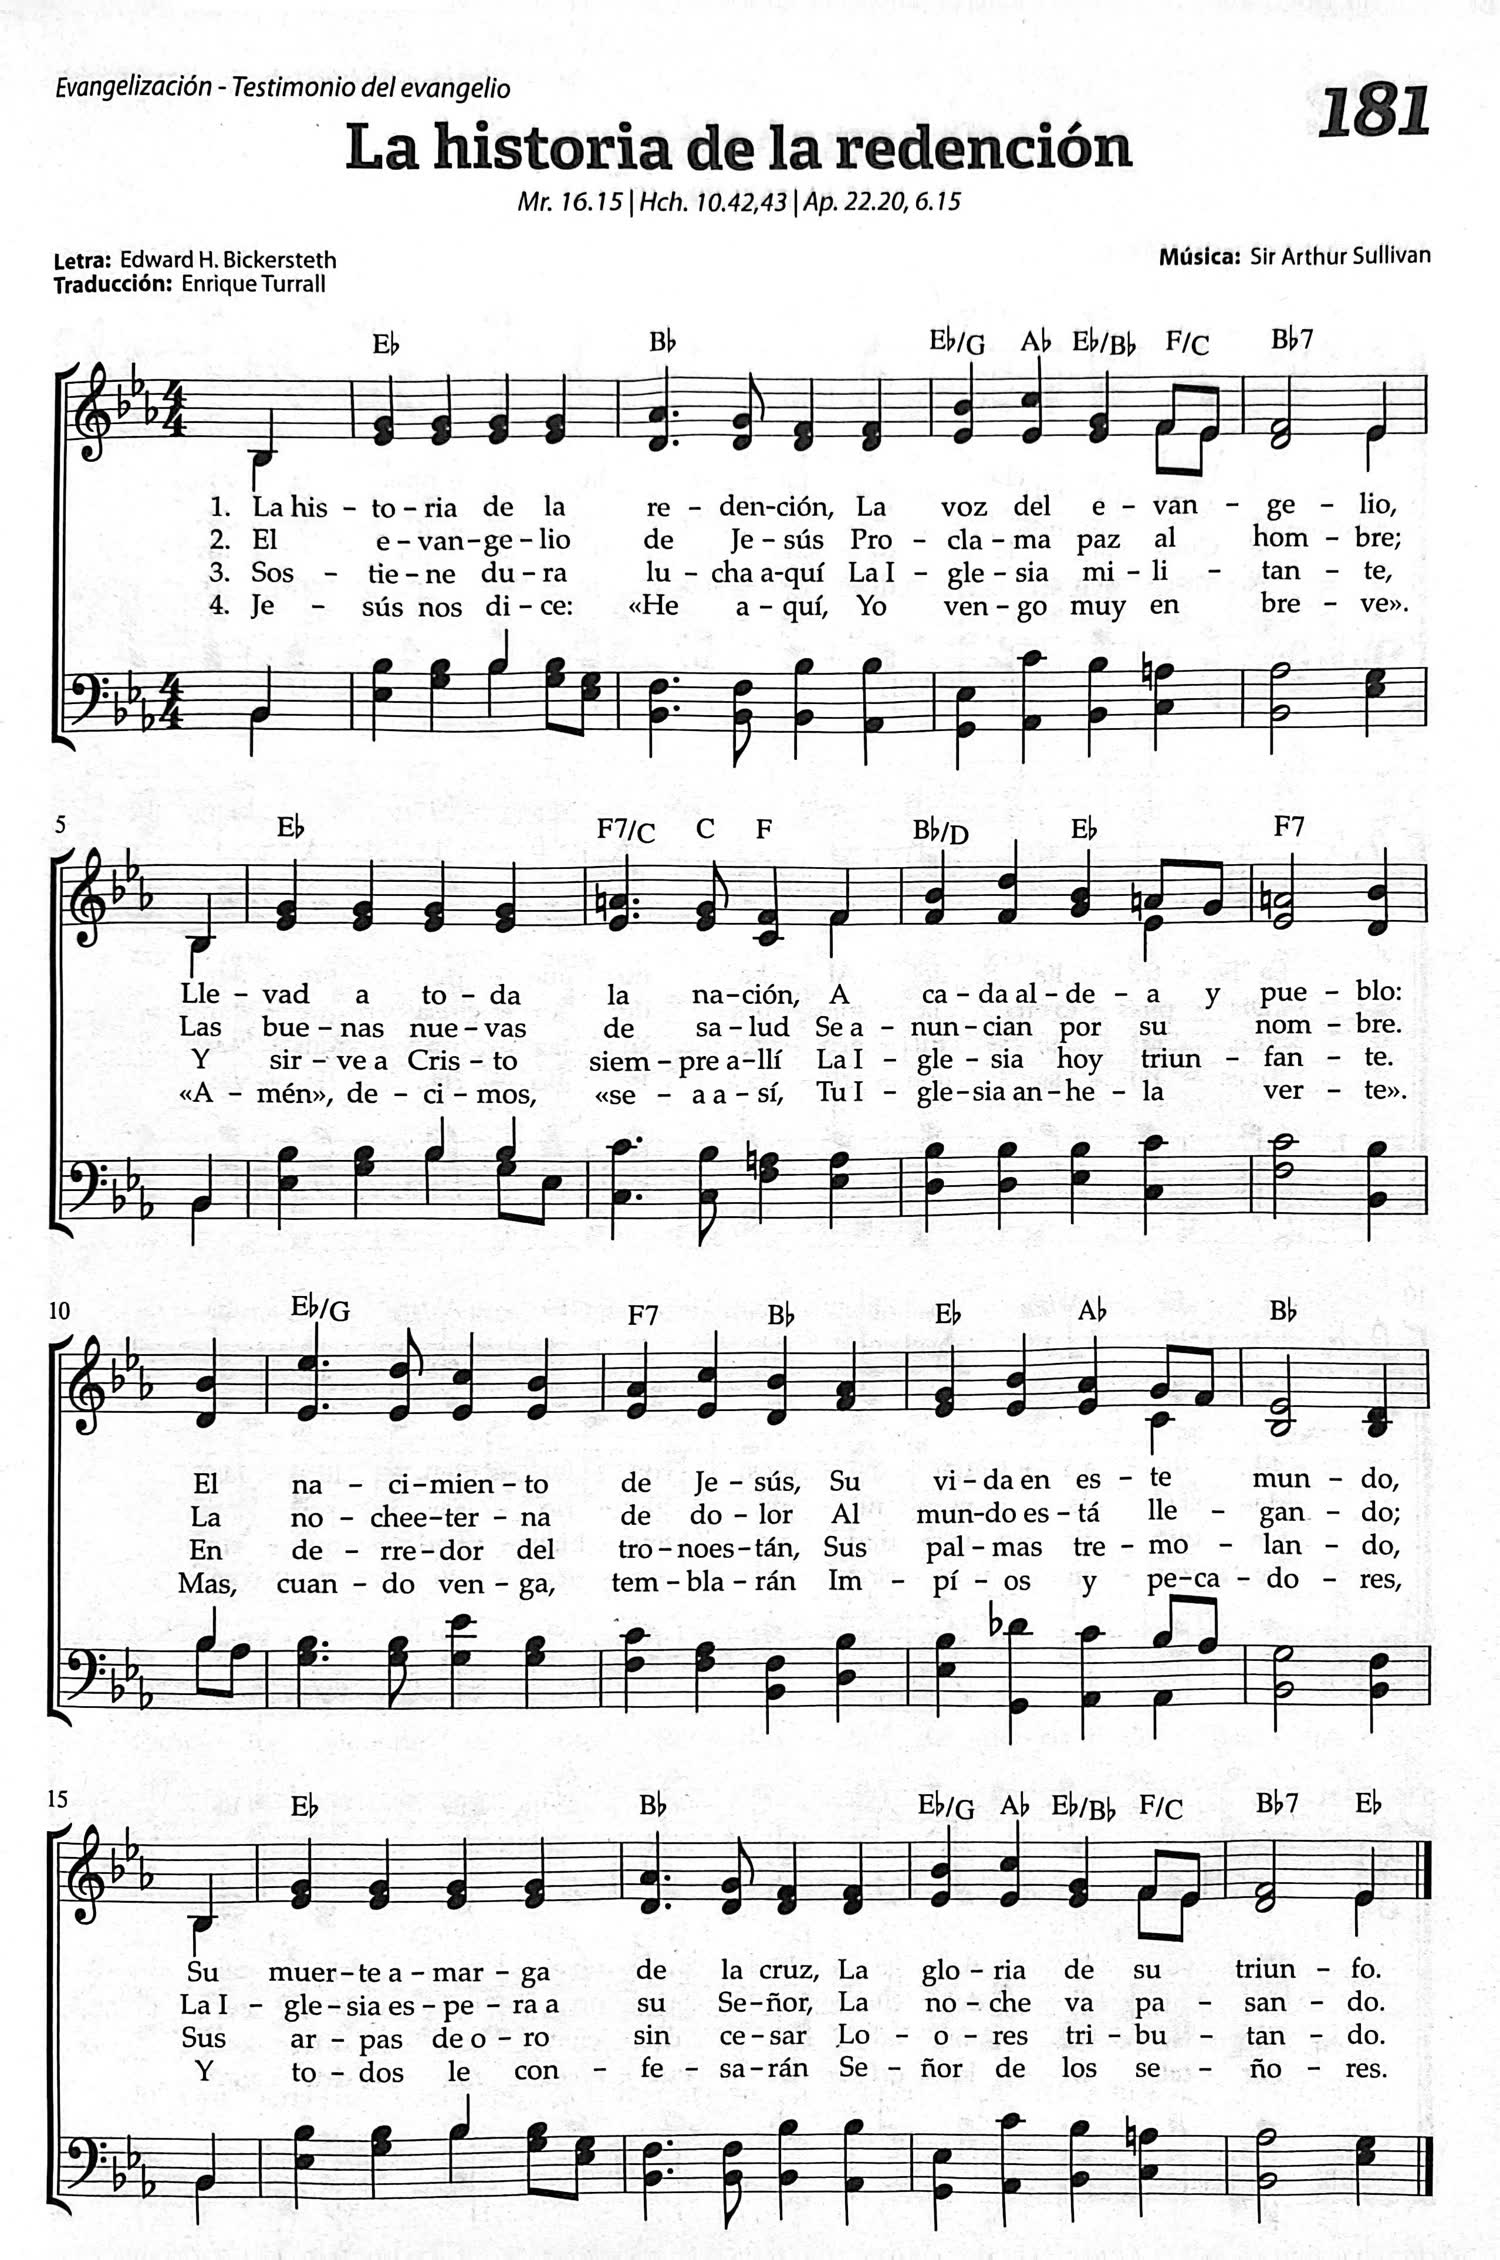 Evangelización - Testimonio del evangelio
181
La historia de la redención
Mr. 16.15 | Hch. 10.42,43 | Ap. 22.20, 6.15
Letra: Edward H. Bickersteth
Música: Sir Arthur Sullivan
Traducción: Enrique Turrall
E♭ B♭ E♭/G A♭ E♭/B♭ F/C B♭7
4 4
1. La his – to – ria de la re – den-ción, La voz del e – van – ge – lio,
2. El e – van – ge – lio de Je – sús Pro – cla – ma paz al hom – bre;
3. Sos – tie – ne du – ra lu – cha a-quí La I – gle – sia mi – li – tan – te,
4. Je – sús nos di – ce: «He a – quí, Yo ven – go muy en bre – ve».
4 4
5 E♭ F7/C C F B♭/D E♭ F7
Lle – vad a to – da la na – ción, A ca – da al – de – a y pue – blo:
Las bue – nas nue – vas de sa – lud Se a – nun – cian por su nom – bre.
Y sir – ve a Cris – to siem – pre a – llí La I – gle – sia hoy triun – fan – te.
«A – mén», de – ci – mos, «se – a a – sí, Tu I – gle – sia an – he – la ver – te».
10 E♭/G F7 B♭ E♭ A♭ B♭
El na – ci – mien – to de Je – sús, Su vi – da en es – te mun – do,
La no – chee – ter – na de do – lor Al mun-do es – tá lle – gan – do;
En de – rre – dor del tro – noes – tán, Sus pal – mas tre – mo – lan – do,
Mas, cuan – do ven – ga, tem – bla – rán Im – pí – os y pe – ca – do – res,
15 E♭ B♭ E♭/G A♭ E♭/B♭ F/C B♭7 E♭
Su muer – te a – mar – ga de la cruz, La glo – ria de su triun – fo.
La I – gle – sia es – pe – ra a su Se – ñor, La no – che va pa – san – do.
Sus ar – pas de o – ro sin ce – sar Lo – o – res tri – bu – tan – do.
Y to – dos le con – fe – sa – rán Se – ñor de los se – ño – res.